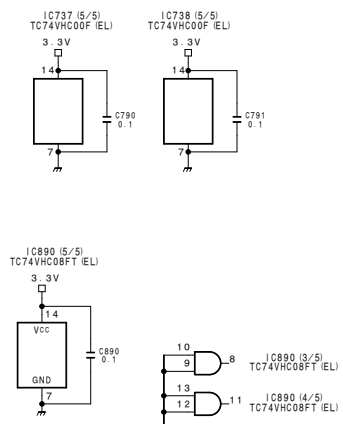 IC737 (5/5)
TC74VHC00F (EL)
3.3V
14
C790
0.1
7
IC738 (5/5)
TC74VHC00F (EL)
3.3V
14
C791
0.1
7
IC890 (5/5)
TC74VHC08FT (EL)
3.3V
14
Vcc
C890
0.1
GND
7
10
9
8
IC890 (3/5)
TC74VHC08FT (EL)
13
12
11
IC890 (4/5)
TC74VHC08FT (EL)